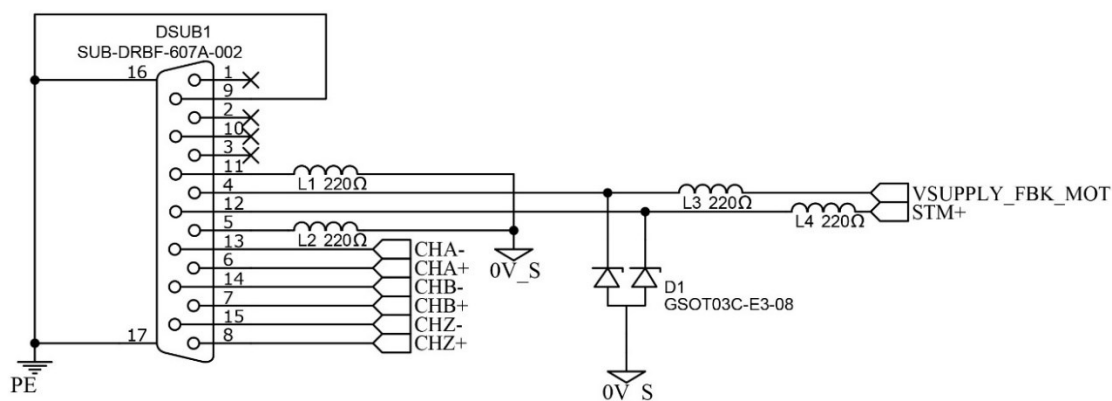 DSUB1
SUB-DRBF-607A-002
16
1
9
2
10
3
11
L1 220Ω
4
L3 220Ω
VSUPPLY_FBK_MOT
12
L4 220Ω
STM+
5
L2 220Ω
13
CHA-
0V_S
6
CHA+
14
CHB-
D1
GSOT03C-E3-08
7
CHB+
15
CHZ-
17
8
CHZ+
PE
0V_S